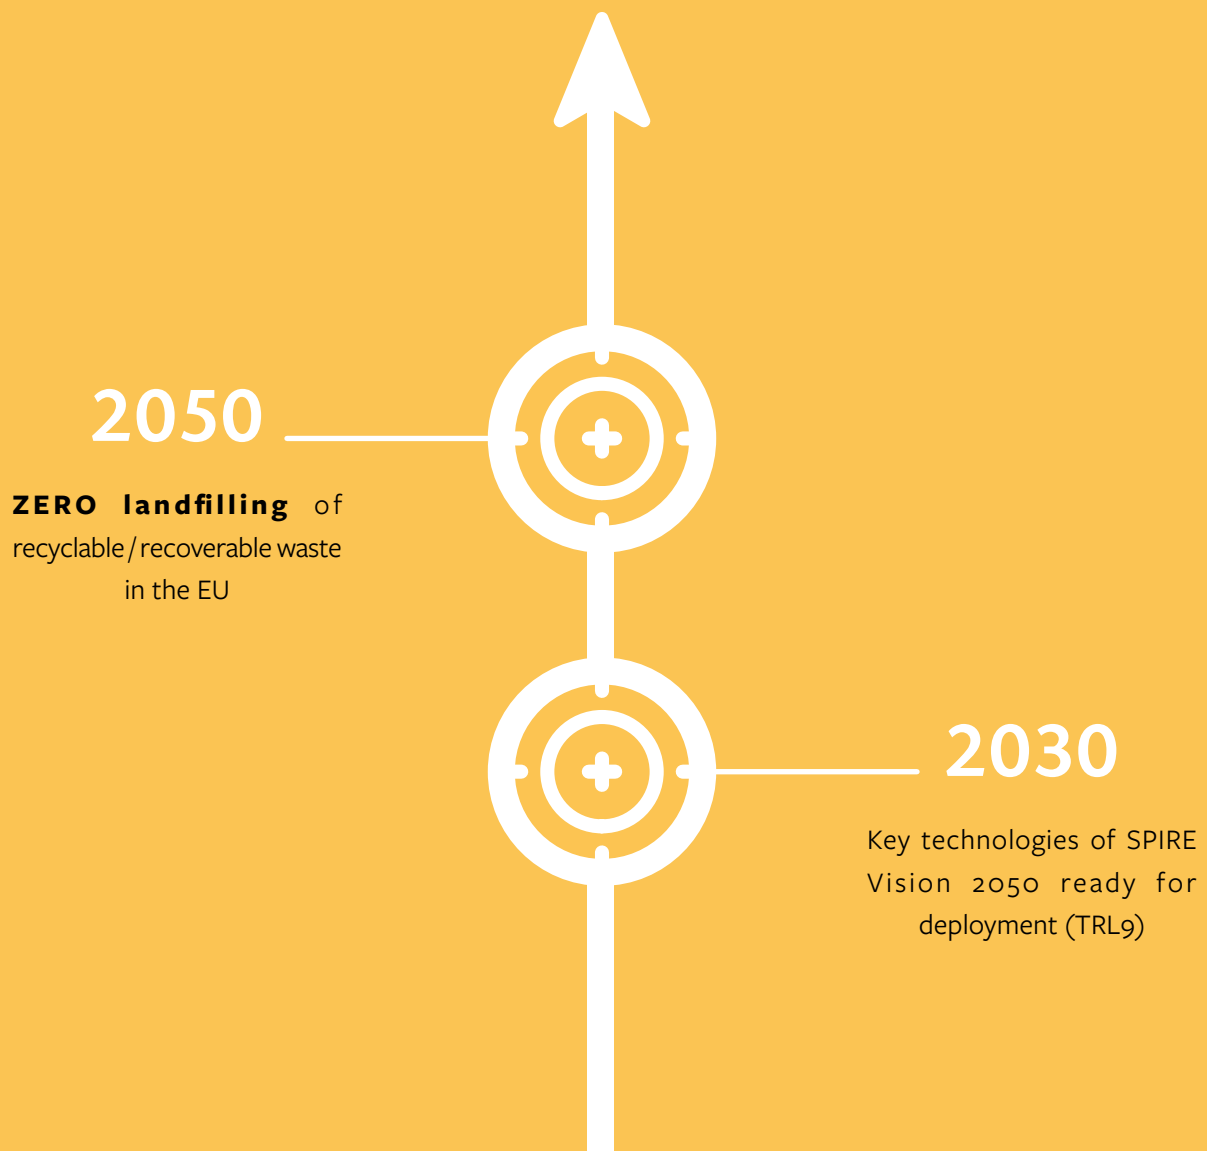 2050
ZERO landfilling of
recyclable/recoverable waste
in the EU
2030
Key technologies of SPIRE
Vision 2050 ready for
deployment (TRL9)